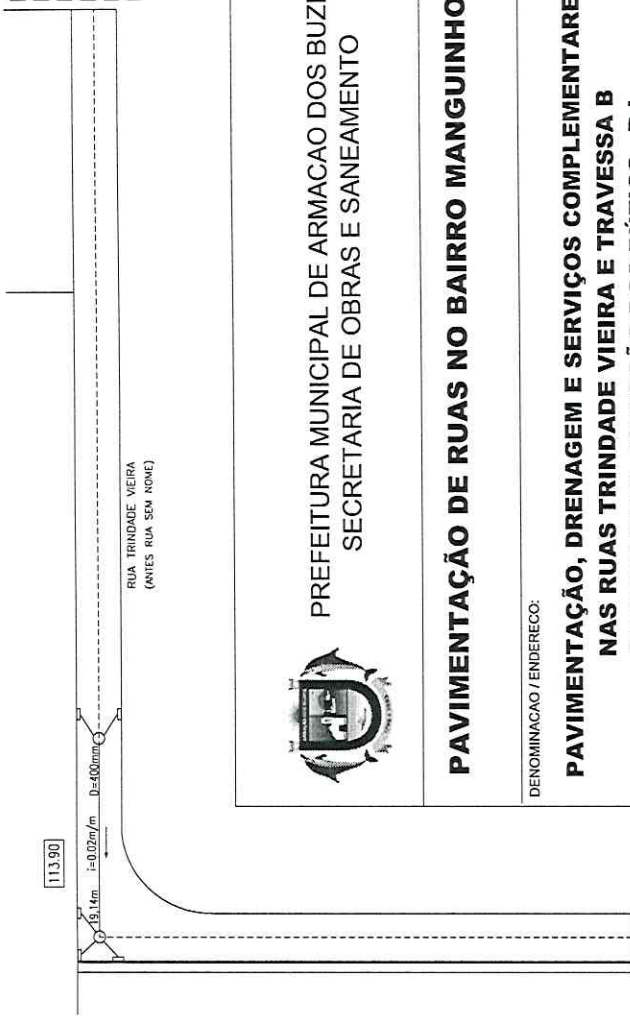 113.90
19,14m i=0.02m/m D=400mm
RUA TRINDADE VIEIRA
(ANTES RUA SEM NOME)
PREFEITURA MUNICIPAL DE ARMACAO DOS BUZI
SECRETARIA DE OBRAS E SANEAMENTO
PAVIMENTAÇÃO DE RUAS NO BAIRRO MANGUINHO
DENOMINACAO / ENDERECO:
PAVIMENTAÇÃO, DRENAGEM E SERVIÇOS COMPLEMENTARE
NAS RUAS TRINDADE VIEIRA E TRAVESSA B